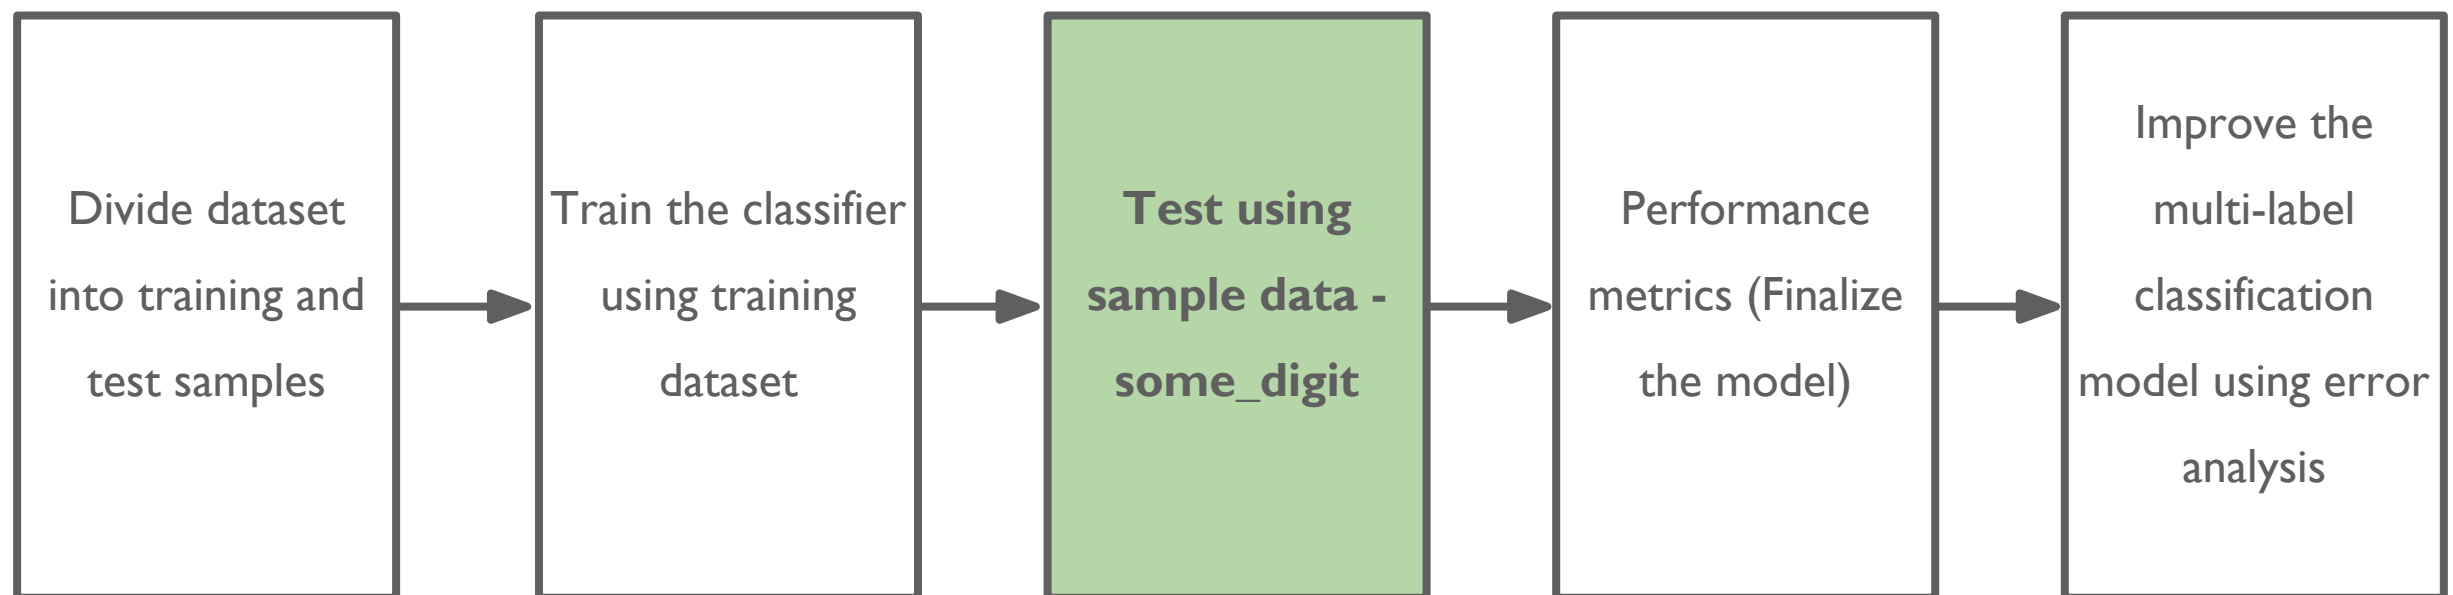 Divide dataset
into training and
test samples
Train the classifier
using training
dataset
Test using
sample data -
some_digit
Performance
metrics (Finalize
the model)
Improve the
multi-label
classification
model using error
analysis